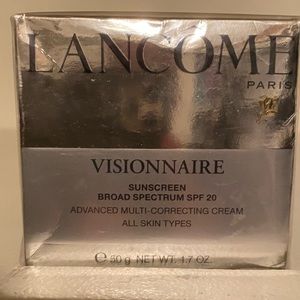 LANCOME
PARIS
VISIONNAIRE
SUNSCREEN
BROAD SPECTRUM SPF 20
ADVANCED MULTI-CORRECTING CREAM
ALL SKIN TYPES
℮ 50 g NET WT. 1.7 OZ.